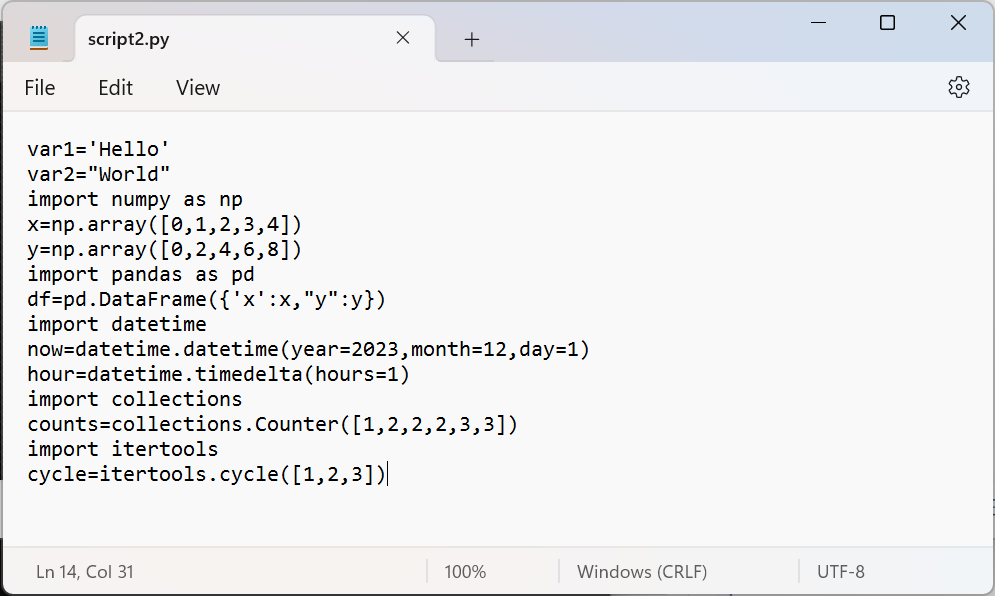 script2.py
File Edit View
var1='Hello'
var2="World"
import numpy as np
x=np.array([0,1,2,3,4])
y=np.array([0,2,4,6,8])
import pandas as pd
df=pd.DataFrame({'x':x,"y":y})
import datetime
now=datetime.datetime(year=2023,month=12,day=1)
hour=datetime.timedelta(hours=1)
import collections
counts=collections.Counter([1,2,2,2,3,3])
import itertools
cycle=itertools.cycle([1,2,3])
Ln 14, Col 31 100% Windows (CRLF) UTF-8